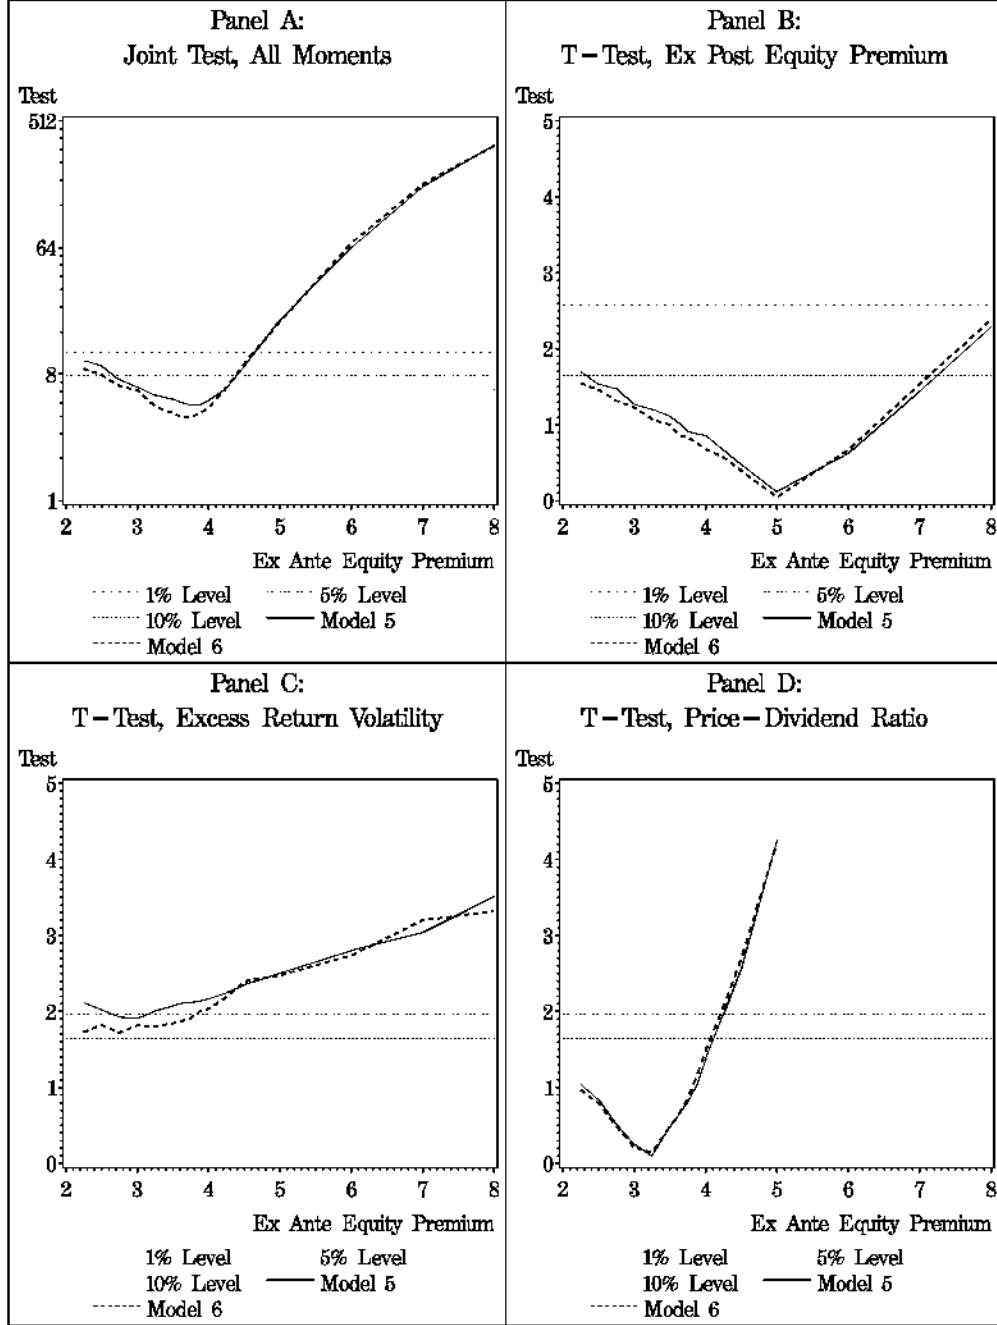 Panel A:
Joint Test, All Moments
Test
512
64
8
1
2 3 4 5 6 7 8
Ex Ante Equity Premium
1% Level 5% Level
10% Level Model 5
Model 6
Panel B:
T-Test, Ex Post Equity Premium
Test
5
4
3
2
1
0
2 3 4 5 6 7 8
Ex Ante Equity Premium
1% Level 5% Level
10% Level Model 5
Model 6
Panel C:
T-Test, Excess Return Volatility
Test
5
4
3
2
1
0
2 3 4 5 6 7 8
Ex Ante Equity Premium
1% Level 5% Level
10% Level Model 5
Model 6
Panel D:
T-Test, Price-Dividend Ratio
Test
5
4
3
2
1
0
2 3 4 5 6 7 8
Ex Ante Equity Premium
1% Level 5% Level
10% Level Model 5
Model 6